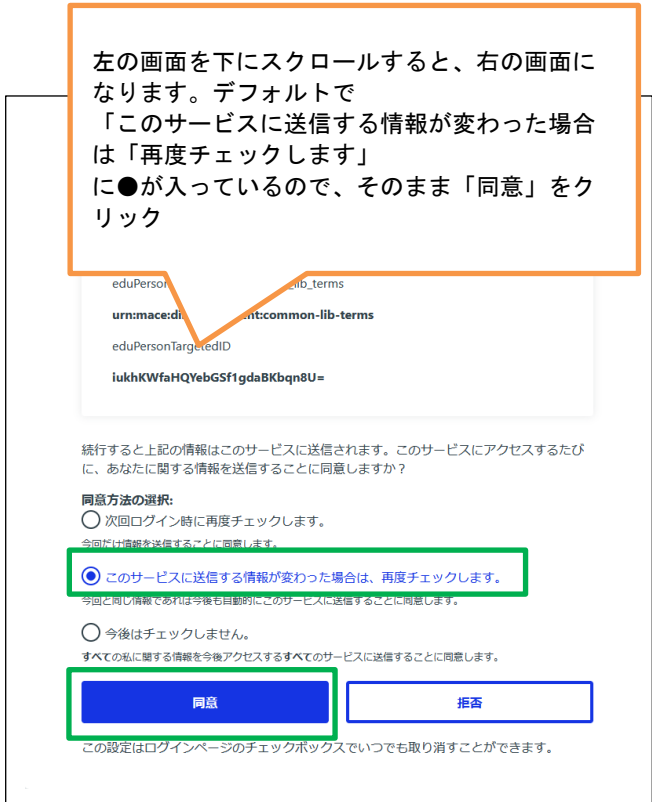 左の画面を下にスクロールすると、右の画面に
なります。デフォルトで
「このサービスに送信する情報が変わった場合
は「再度チェックします」
に●が入っているので、そのまま「同意」をク
リック
eduPerson lib_terms
urn:mace:di nt:common-lib-terms
eduPersonTargetedID
iukhKWfaHQYebGSf1gdaBKbqn8U=
続行すると上記の情報はこのサービスに送信されます。このサービスにアクセスするたび
に、あなたに関する情報を送信することに同意しますか？
同意方法の選択:
次回ログイン時に再度チェックします。
今回だけ情報を送信することに同意します。
このサービスに送信する情報が変わった場合は、再度チェックします。
今回と同じ情報であれば今後も自動的にこのサービスに送信することに同意します。
今後はチェックしません。
すべての私に関する情報を今後アクセスするすべてのサービスに送信することに同意します。
同意
拒否
この設定はログインページのチェックボックスでいつでも取り消すことができます。